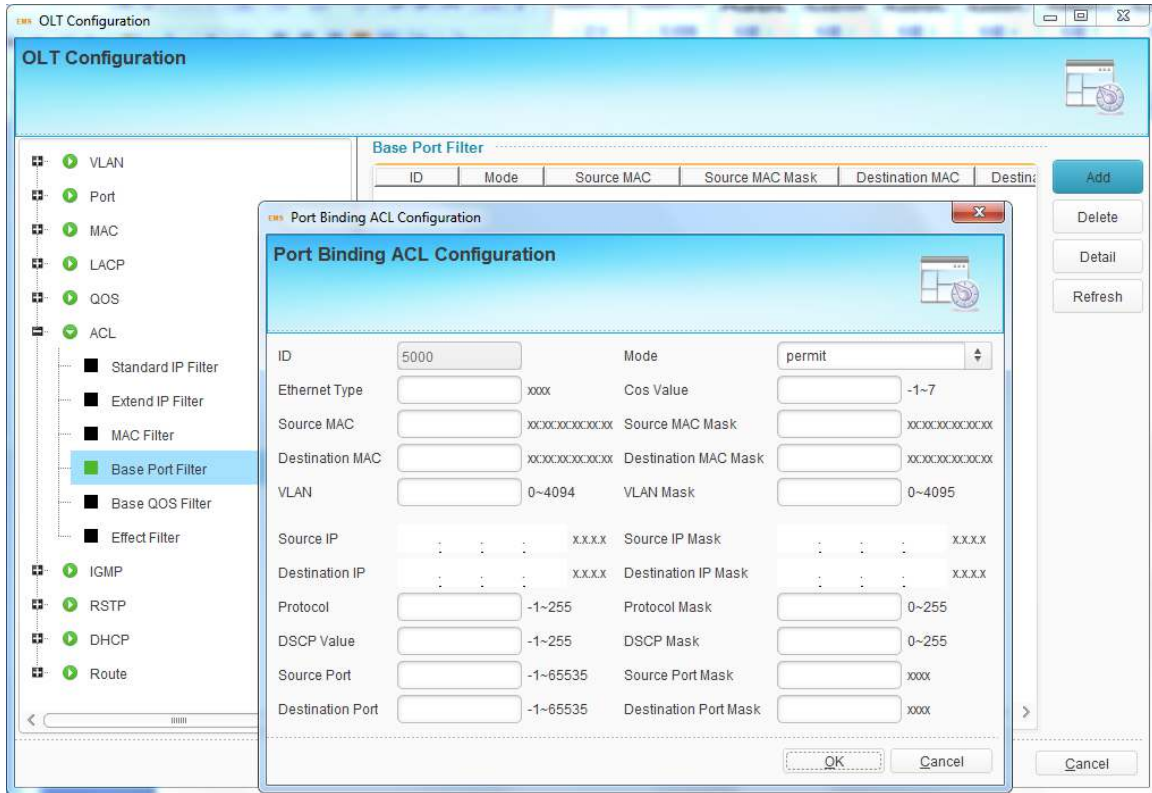 EMS OLT Configuration
OLT Configuration
VLAN
Port
MAC
LACP
QOS
ACL
Standard IP Filter
Extend IP Filter
MAC Filter
Base Port Filter
Base QOS Filter
Effect Filter
IGMP
RSTP
DHCP
Route
Base Port Filter
ID Mode Source MAC Source MAC Mask Destination MAC Destina
Add
Delete
Detail
Refresh
EMS Port Binding ACL Configuration
Port Binding ACL Configuration
ID 5000 Mode permit
Ethernet Type xxxx Cos Value -1~7
Source MAC xx:xx:xx:xx:xx:xx Source MAC Mask xx:xx:xx:xx:xx:xx
Destination MAC xx:xx:xx:xx:xx:xx Destination MAC Mask xx:xx:xx:xx:xx:xx
VLAN 0~4094 VLAN Mask 0~4095
Source IP . . . x.x.x.x Source IP Mask . . . x.x.x.x
Destination IP . . . x.x.x.x Destination IP Mask . . . x.x.x.x
Protocol -1~255 Protocol Mask 0~255
DSCP Value -1~255 DSCP Mask 0~255
Source Port -1~65535 Source Port Mask xxxx
Destination Port -1~65535 Destination Port Mask xxxx
OK Cancel
Cancel